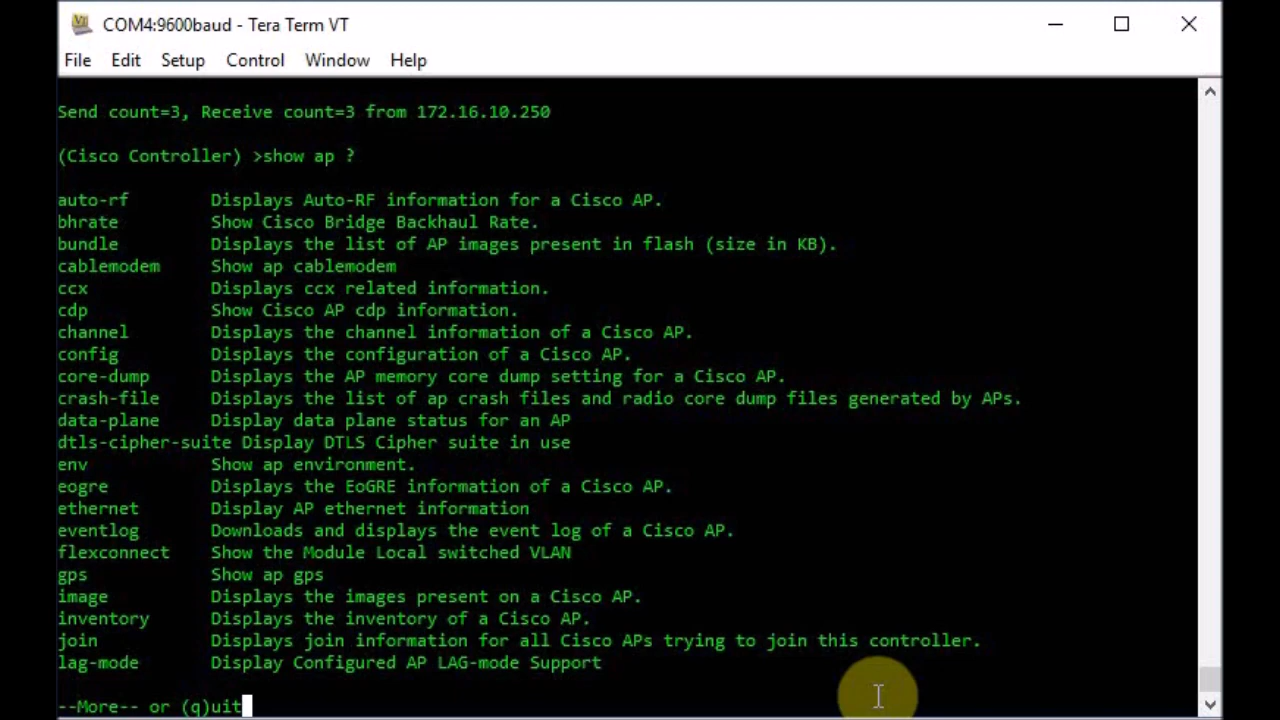 COM4:9600baud - Tera Term VT
File Edit Setup Control Window Help
Send count=3, Receive count=3 from 172.16.10.250
(Cisco Controller) >show ap ?
auto-rf Displays Auto-RF information for a Cisco AP.
bhrate Show Cisco Bridge Backhaul Rate.
bundle Displays the list of AP images present in flash (size in KB).
cablemodem Show ap cablemodem
ccx Displays ccx related information.
cdp Show Cisco AP cdp information.
channel Displays the channel information of a Cisco AP.
config Displays the configuration of a Cisco AP.
core-dump Displays the AP memory core dump setting for a Cisco AP.
crash-file Displays the list of ap crash files and radio core dump files generated by APs.
data-plane Display data plane status for an AP
dtls-cipher-suite Display DTLS Cipher suite in use
env Show ap environment.
eogre Displays the EoGRE information of a Cisco AP.
ethernet Display AP ethernet information
eventlog Downloads and displays the event log of a Cisco AP.
flexconnect Show the Module Local switched VLAN
gps Show ap gps
image Displays the images present on a Cisco AP.
inventory Displays the inventory of a Cisco AP.
join Displays join information for all Cisco APs trying to join this controller.
lag-mode Display Configured AP LAG-mode Support
--More-- or (q)uit